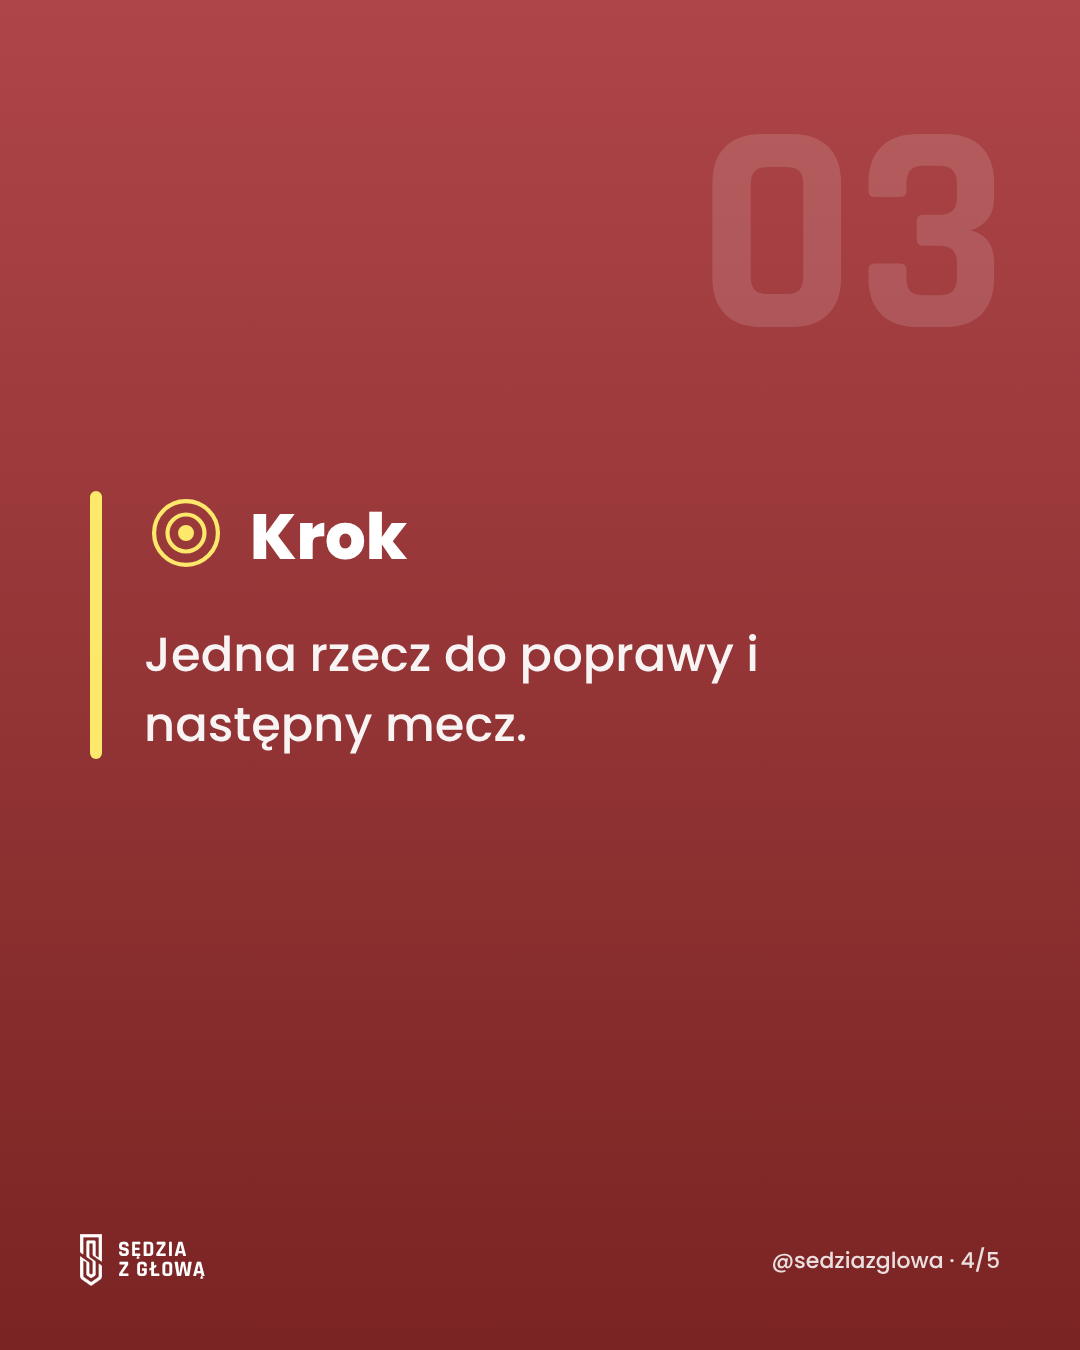 03
Krok
Jedna rzecz do poprawy i
następny mecz.
SĘDZIA
Z GŁOWĄ
@sedziazglowa · 4/5